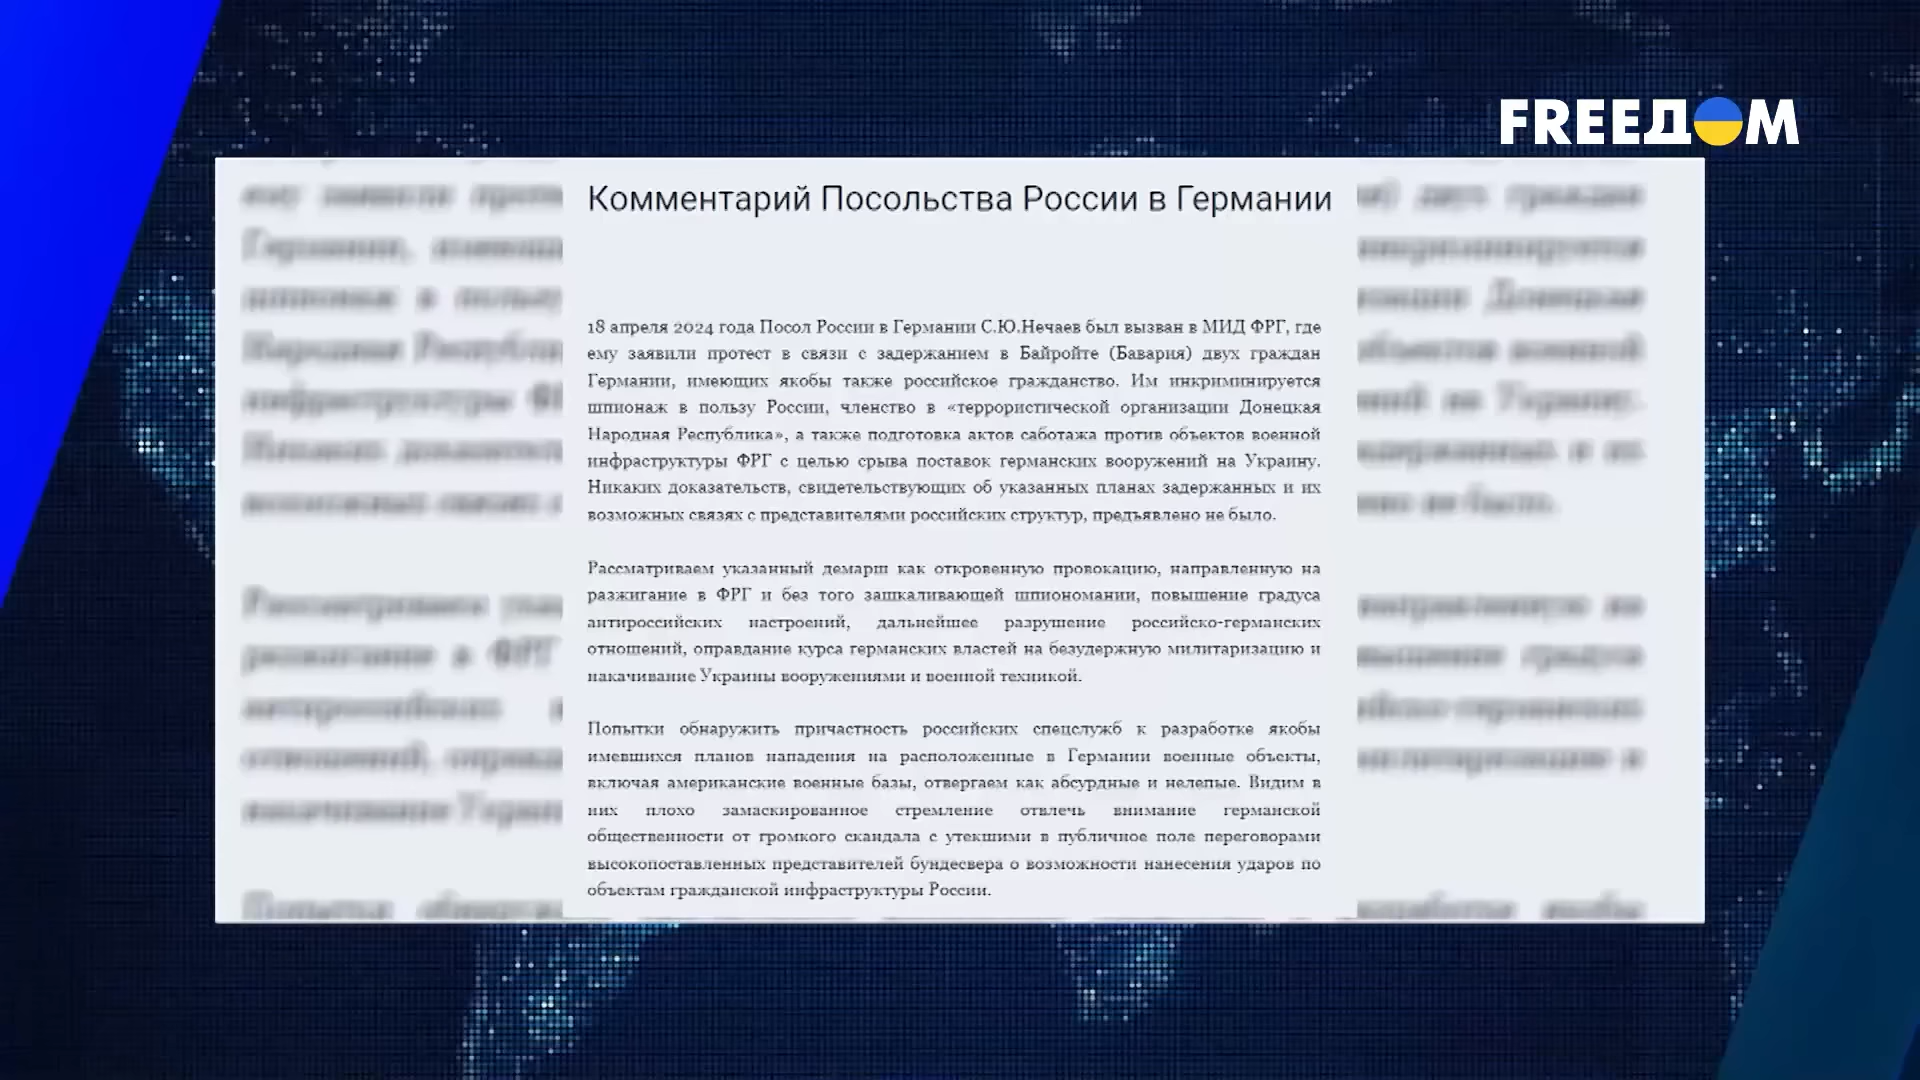 FREEДOM
Комментарий Посольства России в Германии
18 апреля 2024 года Посол России в Германии С.Ю.Нечаев был вызван в МИД ФРГ, где
ему заявили протест в связи с задержанием в Байройте (Бавария) двух граждан
Германии, имеющих якобы также российское гражданство. Им инкриминируется
шпионаж в пользу России, членство в «террористической организации Донецкая
Народная Республика», а также подготовка актов саботажа против объектов военной
инфраструктуры ФРГ с целью срыва поставок германских вооружений на Украину.
Никаких доказательств, свидетельствующих об указанных планах задержанных и их
возможных связях с представителями российских структур, предъявлено не было.
Рассматриваем указанный демарш как откровенную провокацию, направленную на
разжигание в ФРГ и без того зашкаливающей шпиономании, повышение градуса
антироссийских настроений, дальнейшее разрушение российско-германских
отношений, оправдание курса германских властей на безудержную милитаризацию и
накачивание Украины вооружениями и военной техникой.
Попытки обнаружить причастность российских спецслужб к разработке якобы
имевшихся планов нападения на расположенные в Германии военные объекты,
включая американские военные базы, отвергаем как абсурдные и нелепые. Видим в
них плохо замаскированное стремление отвлечь внимание германской
общественности от громкого скандала с утекшими в публичное поле переговорами
высокопоставленных представителей бундесвера о возможности нанесения ударов по
объектам гражданской инфраструктуры России.